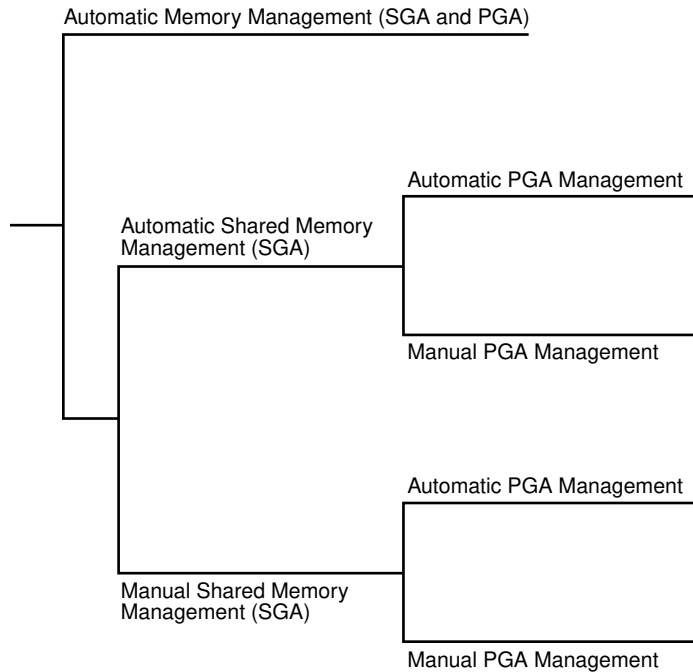 Automatic Memory Management (SGA and PGA)
Automatic PGA Management
Automatic Shared Memory
Management (SGA)
Manual PGA Management
Automatic PGA Management
Manual Shared Memory
Management (SGA)
Manual PGA Management